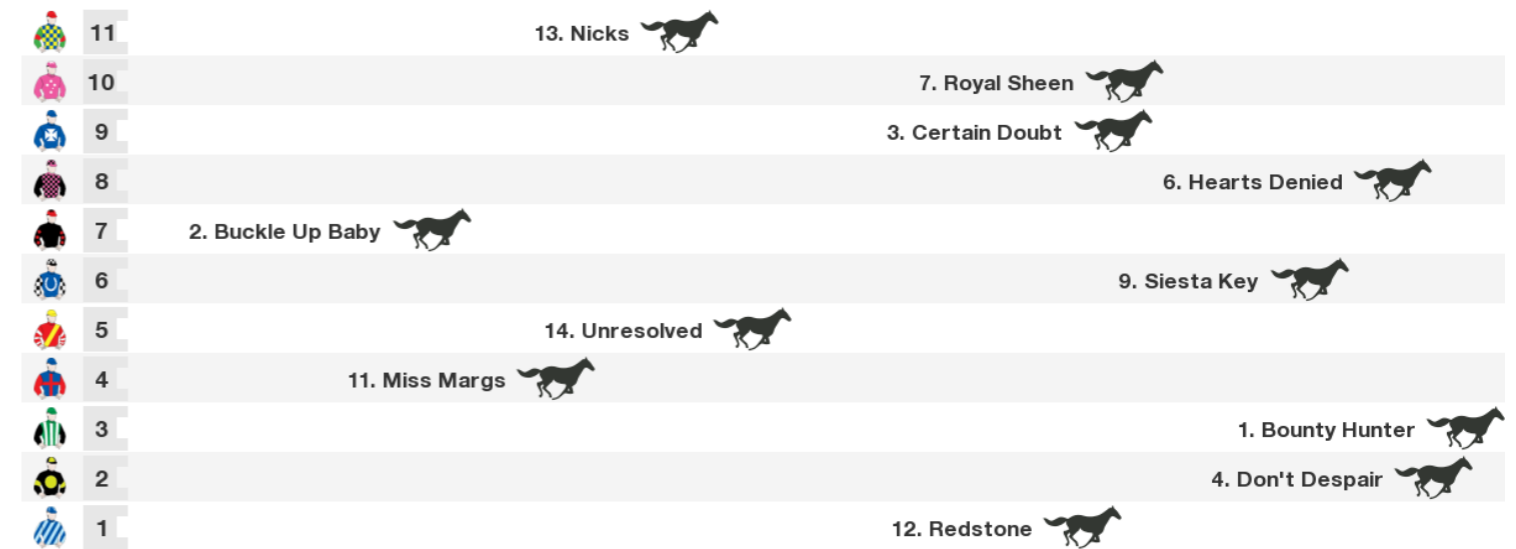 11 13. Nicks
10 7. Royal Sheen
9 3. Certain Doubt
8 6. Hearts Denied
7 2. Buckle Up Baby
6 9. Siesta Key
5 14. Unresolved
4 11. Miss Margs
3 1. Bounty Hunter
2 4. Don't Despair
1 12. Redstone